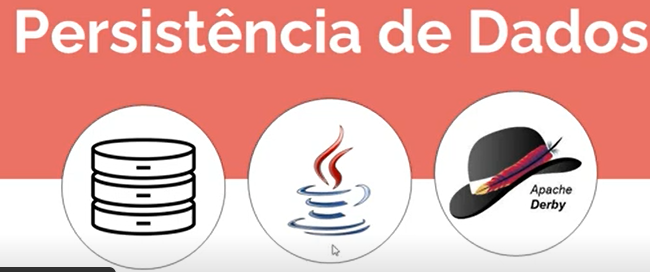 Persistência de Dados
Apache
Derby